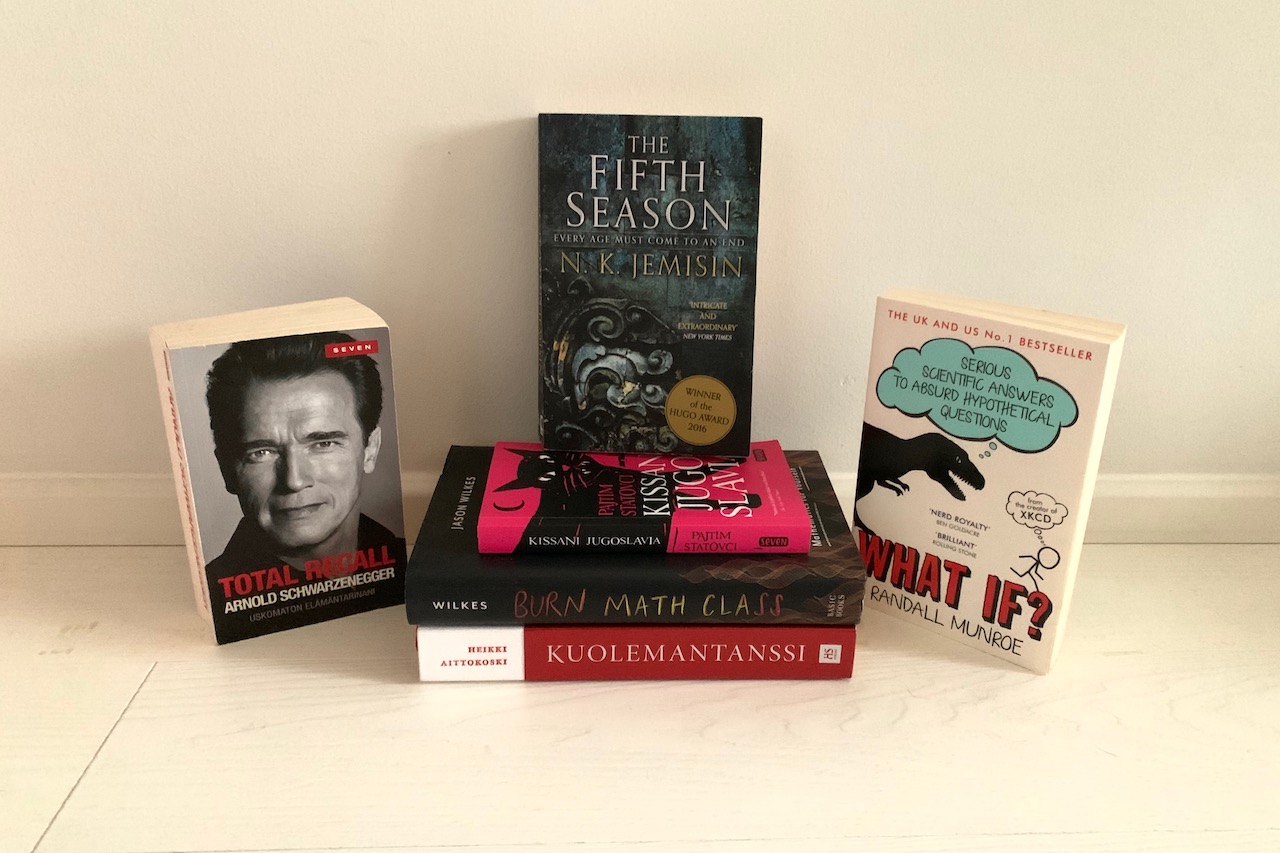 THE
FIFTH
SEASON
EVERY AGE MUST COME TO AN END
N. K. JEMISIN
'INTRICATE
AND
EXTRAORDINARY'
NEW YORK TIMES
WINNER
of the
HUGO AWARD
2016
SEVEN
TOTAL RECALL
ARNOLD SCHWARZENEGGER
USKOMATON ELÄMÄNTARINANI
PAJTIM
STATOVCI
KISSANI
JUGO
SLAVI
KISSANI JUGOSLAVIA
PAJTIM
STATOVCI
seven
JASON WILKES
WILKES
BURN MATH CLASS
BASIC
BOOKS
HEIKKI
AITTOKOSKI
KUOLEMANTANSSI
HS
THE UK AND US No.1 BESTSELLER
SERIOUS
SCIENTIFIC ANSWERS
TO ABSURD HYPOTHETICAL
QUESTIONS
from
the creator
of
XKCD
'NERD ROYALTY'
BEN GOLDACRE
'BRILLIANT'
ROLLING STONE
WHAT IF?
RANDALL MUNROE